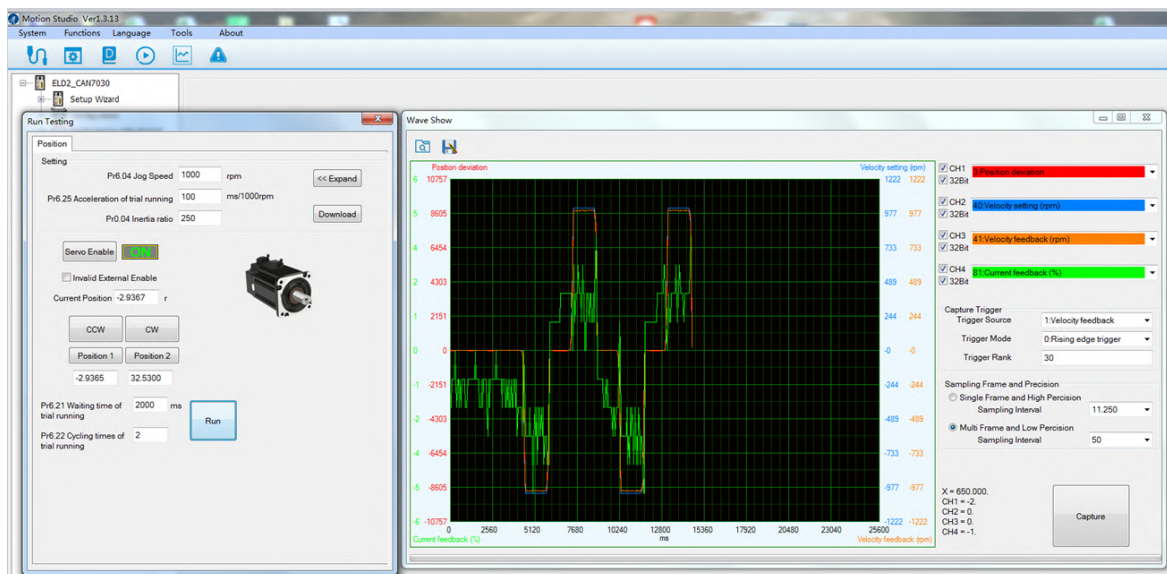 Motion Studio Ver1.3.13
System Functions Language Tools About
ELD2_CAN7030
Setup Wizard
Run Testing
Position
Setting
Pr6.04 Jog Speed 1000 rpm
<< Expand
Pr6.25 Acceleration of trial running 100 ms/1000rpm
Pr0.04 Inertia ratio 250
Download
Servo Enable ON
Invalid External Enable
Current Position -2.9367 r
CCW CW
Position 1 Position 2
-2.9365 32.5300
Pr6.21 Waiting time of
trial running
2000 ms
Pr6.22 Cycling times of
trial running
2
Run
Wave Show
Position deviation Velocity setting (rpm)
6 10757 1222 1222
5 8605 977 977
4 6454 733 733
2 4303 489 489
1 2151 244 244
0 0 -0 -0
-1 -2151 -244 -244
-2 -4303 -489 -489
-4 -6454 -733 -733
-5 -8605 -977 -977
-6 -10757 -1222 -1222
0 2560 5120 7680 10240 12800 15360 17920 20480 23040 25600
ms
Current feedback (%) Velocity feedback (rpm)
CH1
32Bit
3:Position deviation
CH2
32Bit
40:Velocity setting (rpm)
CH3
32Bit
41:Velocity feedback (rpm)
CH4
32Bit
81:Current feedback (%)
Capture Trigger
Trigger Source 1:Velocity feedback
Trigger Mode 0:Rising edge trigger
Trigger Rank 30
Sampling Frame and Precision
Single Frame and High Percision
Sampling Interval 11.250
Multi Frame and Low Percision
Sampling Interval 50
X = 650.000.
CH1 = -2.
CH2 = 0.
CH3 = 0.
CH4 = -1.
Capture